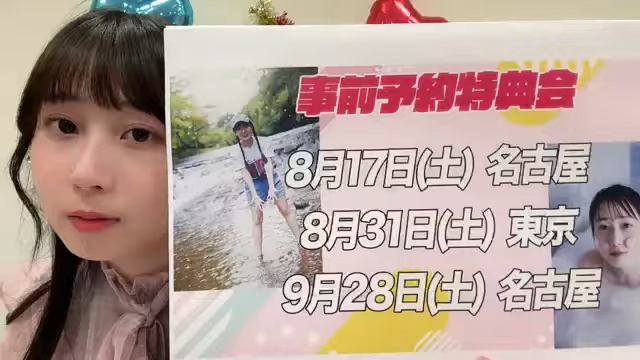 事前予約特典会
8月17日(土) 名古屋
8月31日(土) 東京
9月28日(土) 名古屋